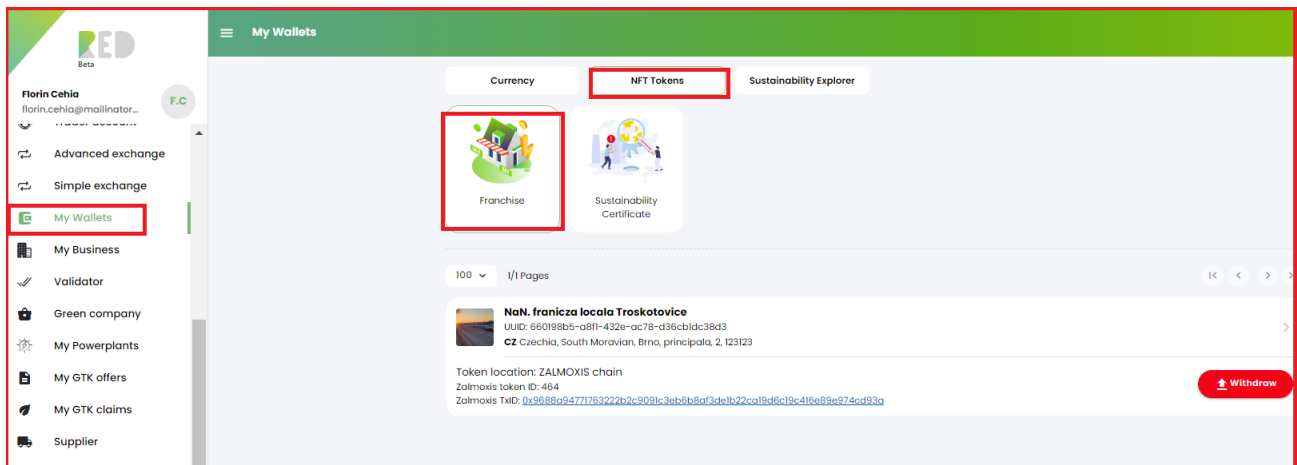 RED
Beta
Florin Cehia
florin.cehia@mailinator...
F.C
Advanced exchange
Simple exchange
My Wallets
My Business
Validator
Green company
My Powerplants
My GTK offers
My GTK claims
Supplier
My Wallets
Currency
NFT Tokens
Sustainability Explorer
Franchise
Sustainability
Certificate
100
1/1 Pages
NaN. franicza locala Troskotovice
UUID: 660198b5-a8f1-432e-ac78-d36cb1dc38d3
CZ Czechia, South Moravian, Brno, principala, 2, 123123
Token location: ZALMOXIS chain
Zalmoxis token ID: 464
Zalmoxis TxID: 0x9688a94771763222b2c9091c3eb6b8af3de1b22ca19d6c19c416e89e974cd93a
Withdraw